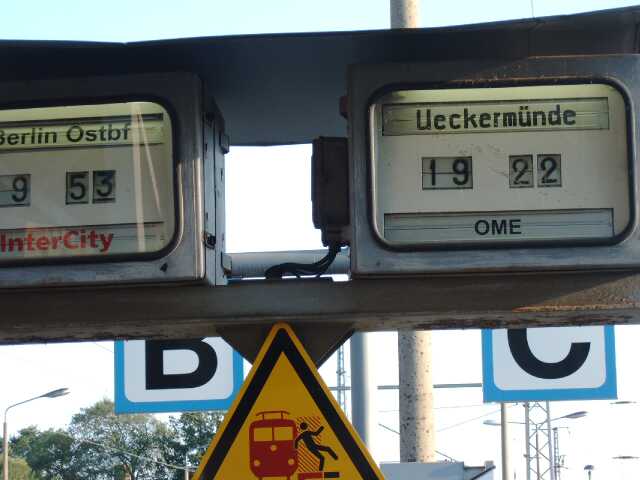 Berlin Ostbf
9 53
InterCity
Ueckermünde
19 22
OME
B
C